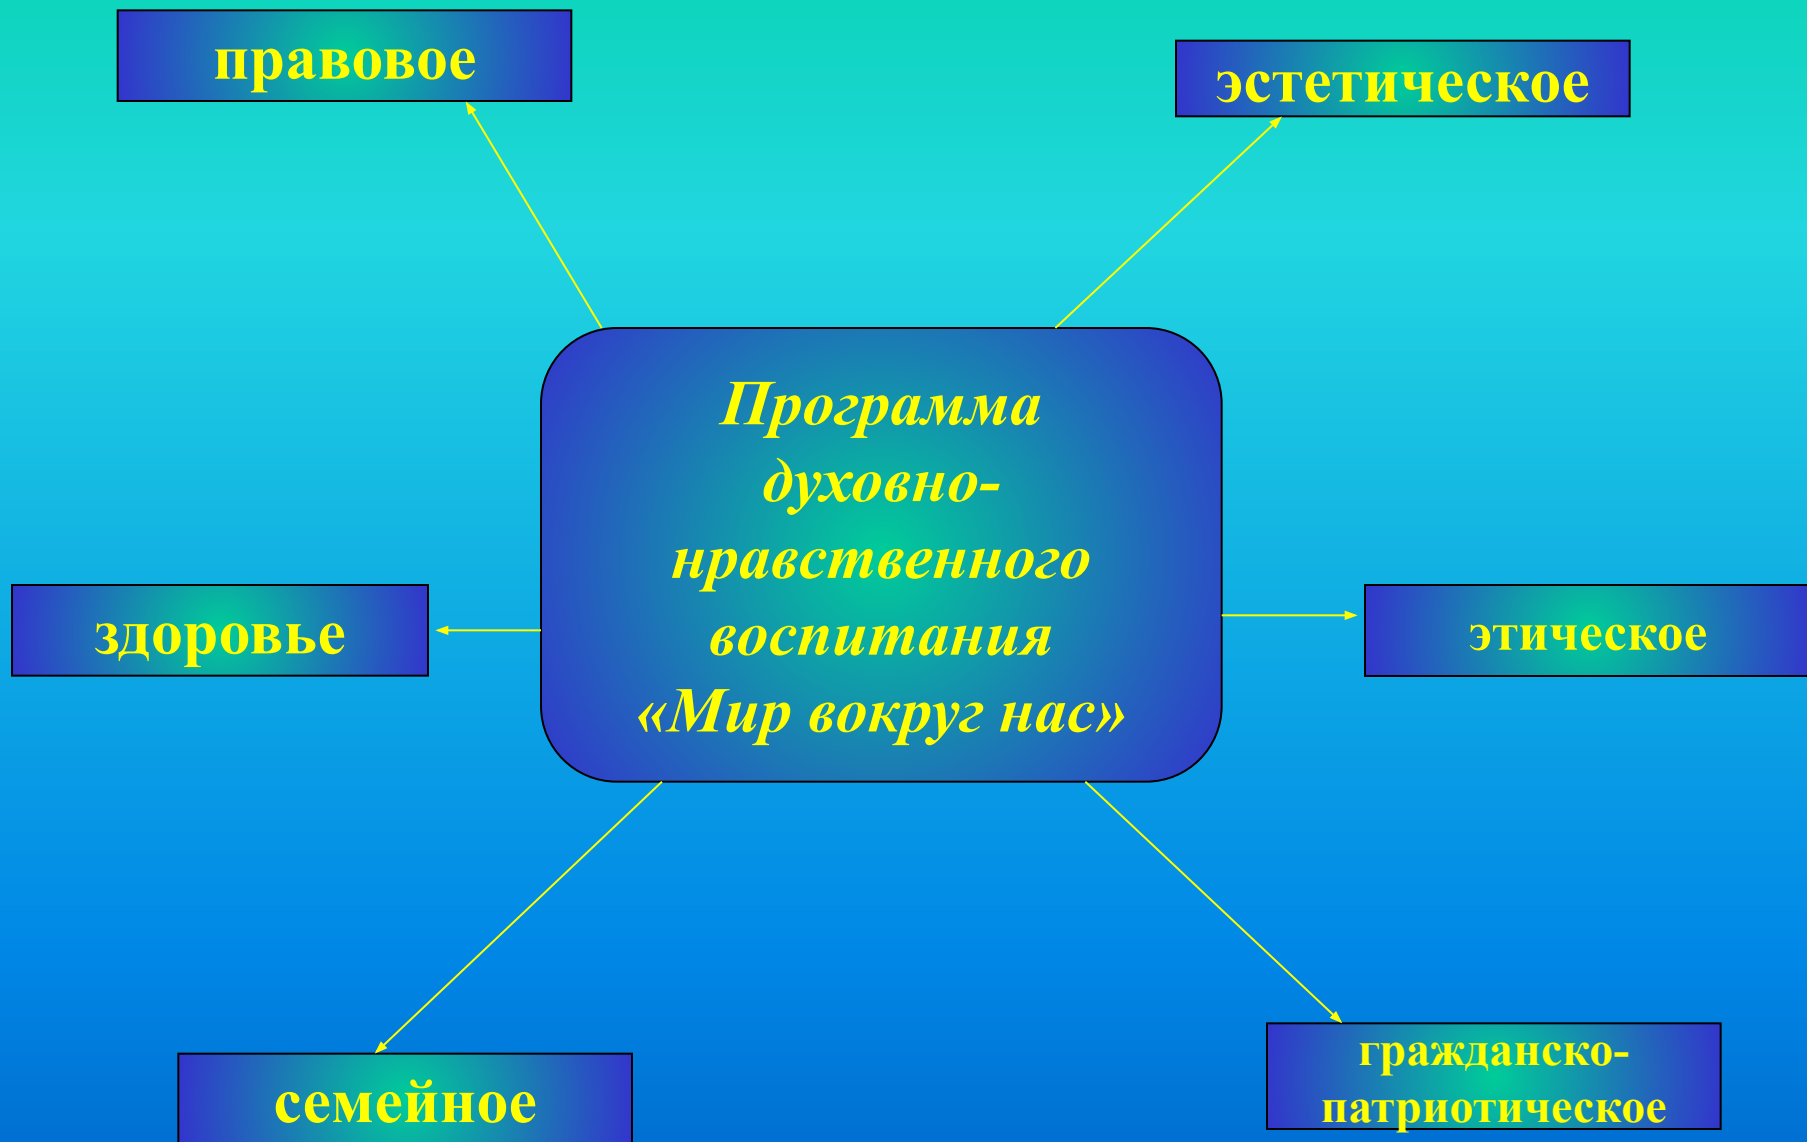 правовое
эстетическое
Программа
духовно-
нравственного
воспитания
«Мир вокруг нас»
здоровье
этическое
семейное
гражданско-
патриотическое